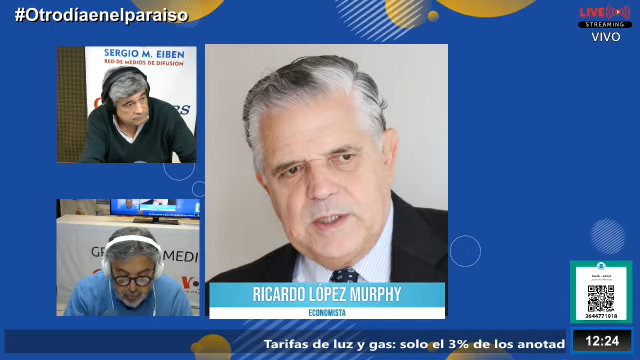 #Otrodíaenelparaiso
LIVE
STREAMING
VIVO
SERGIO M. EIBEN
RED DE MEDIOS DE DIFUSIÓN
RICARDO LÓPEZ MURPHY
ECONOMISTA
2644771918
Tarifas de luz y gas: solo el 3% de los anotad
12:24